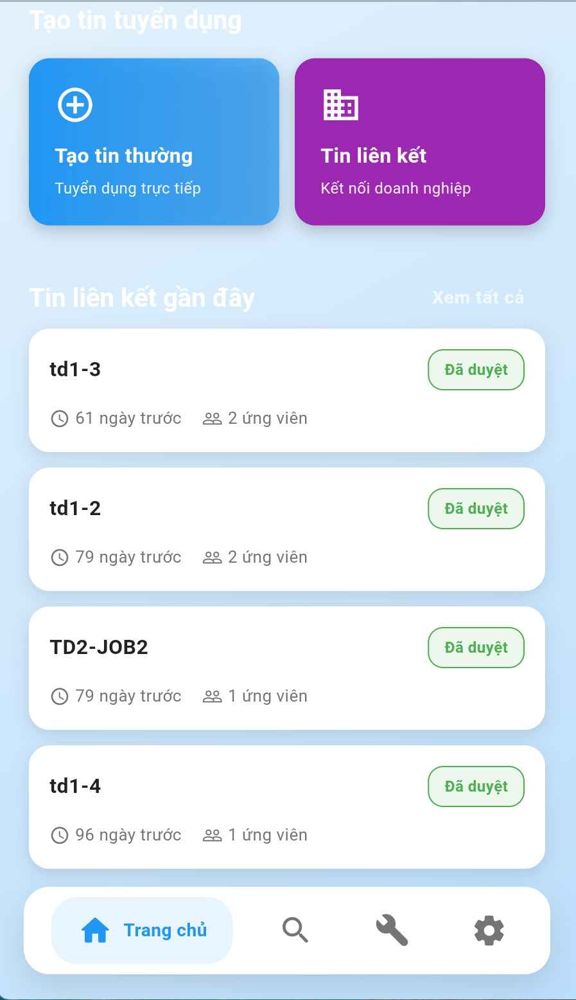 Tạo tin tuyển dụng
Tạo tin thường
Tuyển dụng trực tiếp
Tin liên kết
Kết nối doanh nghiệp
Tin liên kết gần đây
Xem tất cả
td1-3
Đã duyệt
61 ngày trước
2 ứng viên
td1-2
Đã duyệt
79 ngày trước
2 ứng viên
TD2-JOB2
Đã duyệt
79 ngày trước
1 ứng viên
td1-4
Đã duyệt
96 ngày trước
1 ứng viên
Trang chủ